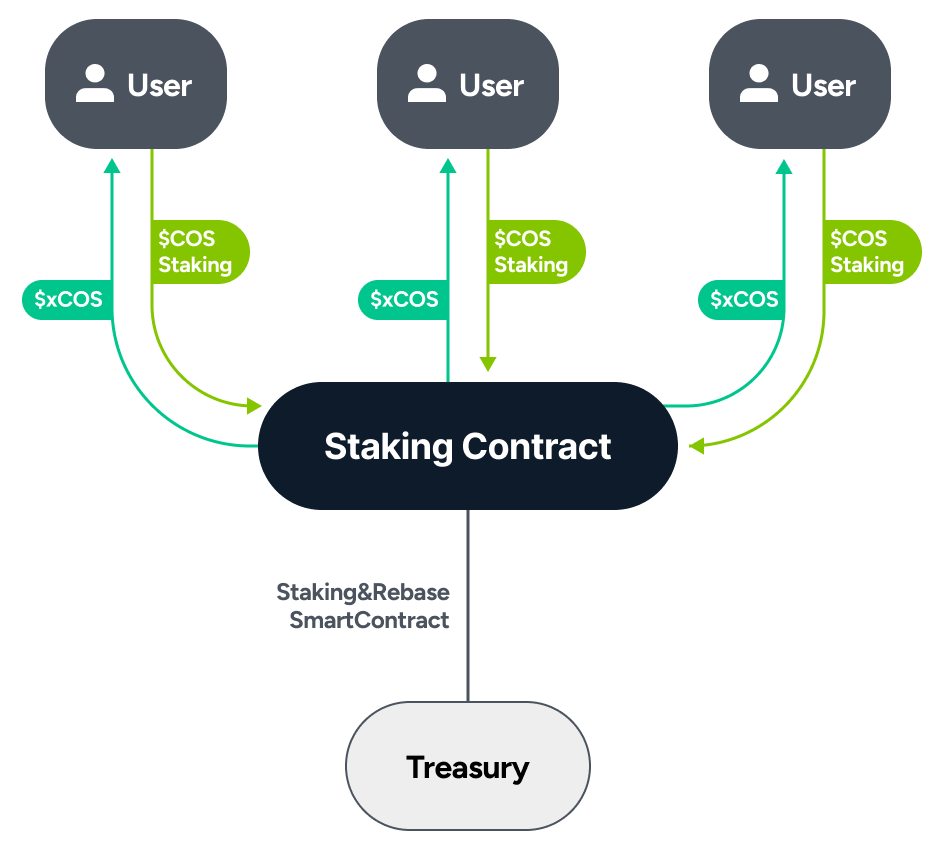 User
User
User
$COS
Staking
$COS
Staking
$COS
Staking
$xCOS
$xCOS
$xCOS
Staking Contract
Staking&Rebase
SmartContract
Treasury